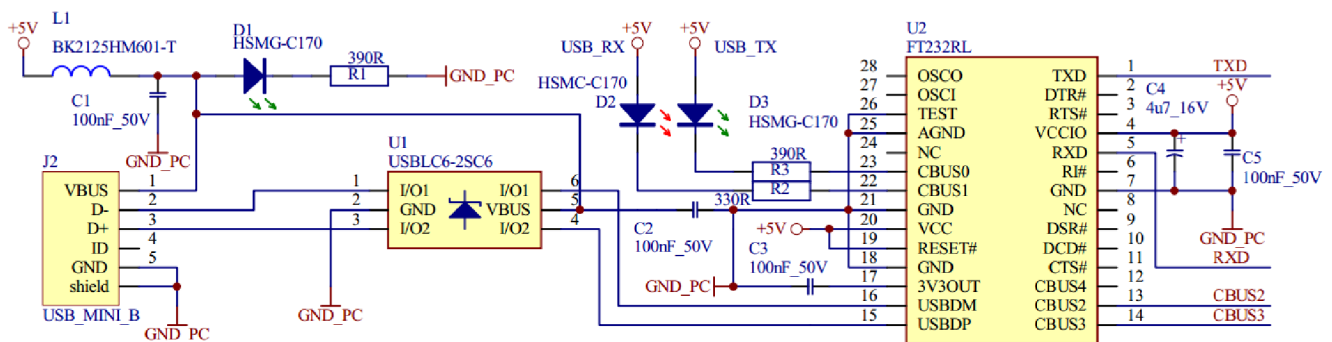 L1
+5V
BK2125HM601-T
D1
HSMG-C170
390R
R1
GND_PC
C1
100nF_50V
GND_PC
J2
VBUS 1
D- 2
D+ 3
ID 4
GND 5
shield
USB_MINI_B
GND_PC
U1
USBLC6-2SC6
1 I/O1 I/O1 6
2 GND VBUS 5
3 I/O2 I/O2 4
GND_PC
+5V +5V
USB_RX USB_TX
HSMC-C170
D2
D3
HSMG-C170
390R
R3
R2
330R
C2
100nF_50V
+5V
C3
100nF_50V
GND_PC
U2
FT232RL
28 OSCO TXD 1 TXD
27 OSCI DTR# 2
26 TEST RTS# 3
25 AGND VCCIO 4
24 NC RXD 5
23 CBUS0 RI# 6
22 CBUS1 GND 7
21 GND NC 8
20 VCC DSR# 9
19 RESET# DCD# 10
18 GND CTS# 11 RXD
17 3V3OUT CBUS4 12
16 USBDM CBUS2 13 CBUS2
15 USBDP CBUS3 14 CBUS3
C4
4u7_16V
+5V
+
C5
100nF_50V
GND_PC